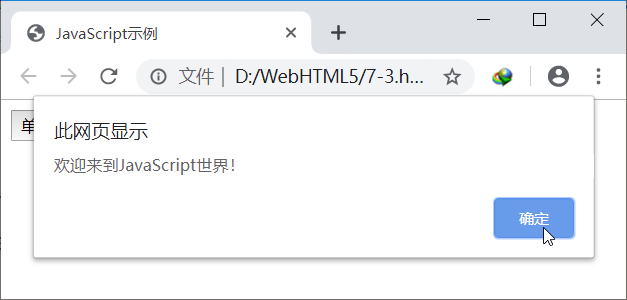 JavaScript示例
文件 | D:/WebHTML5/7-3.h...
单
此网页显示
欢迎来到JavaScript世界！
确定